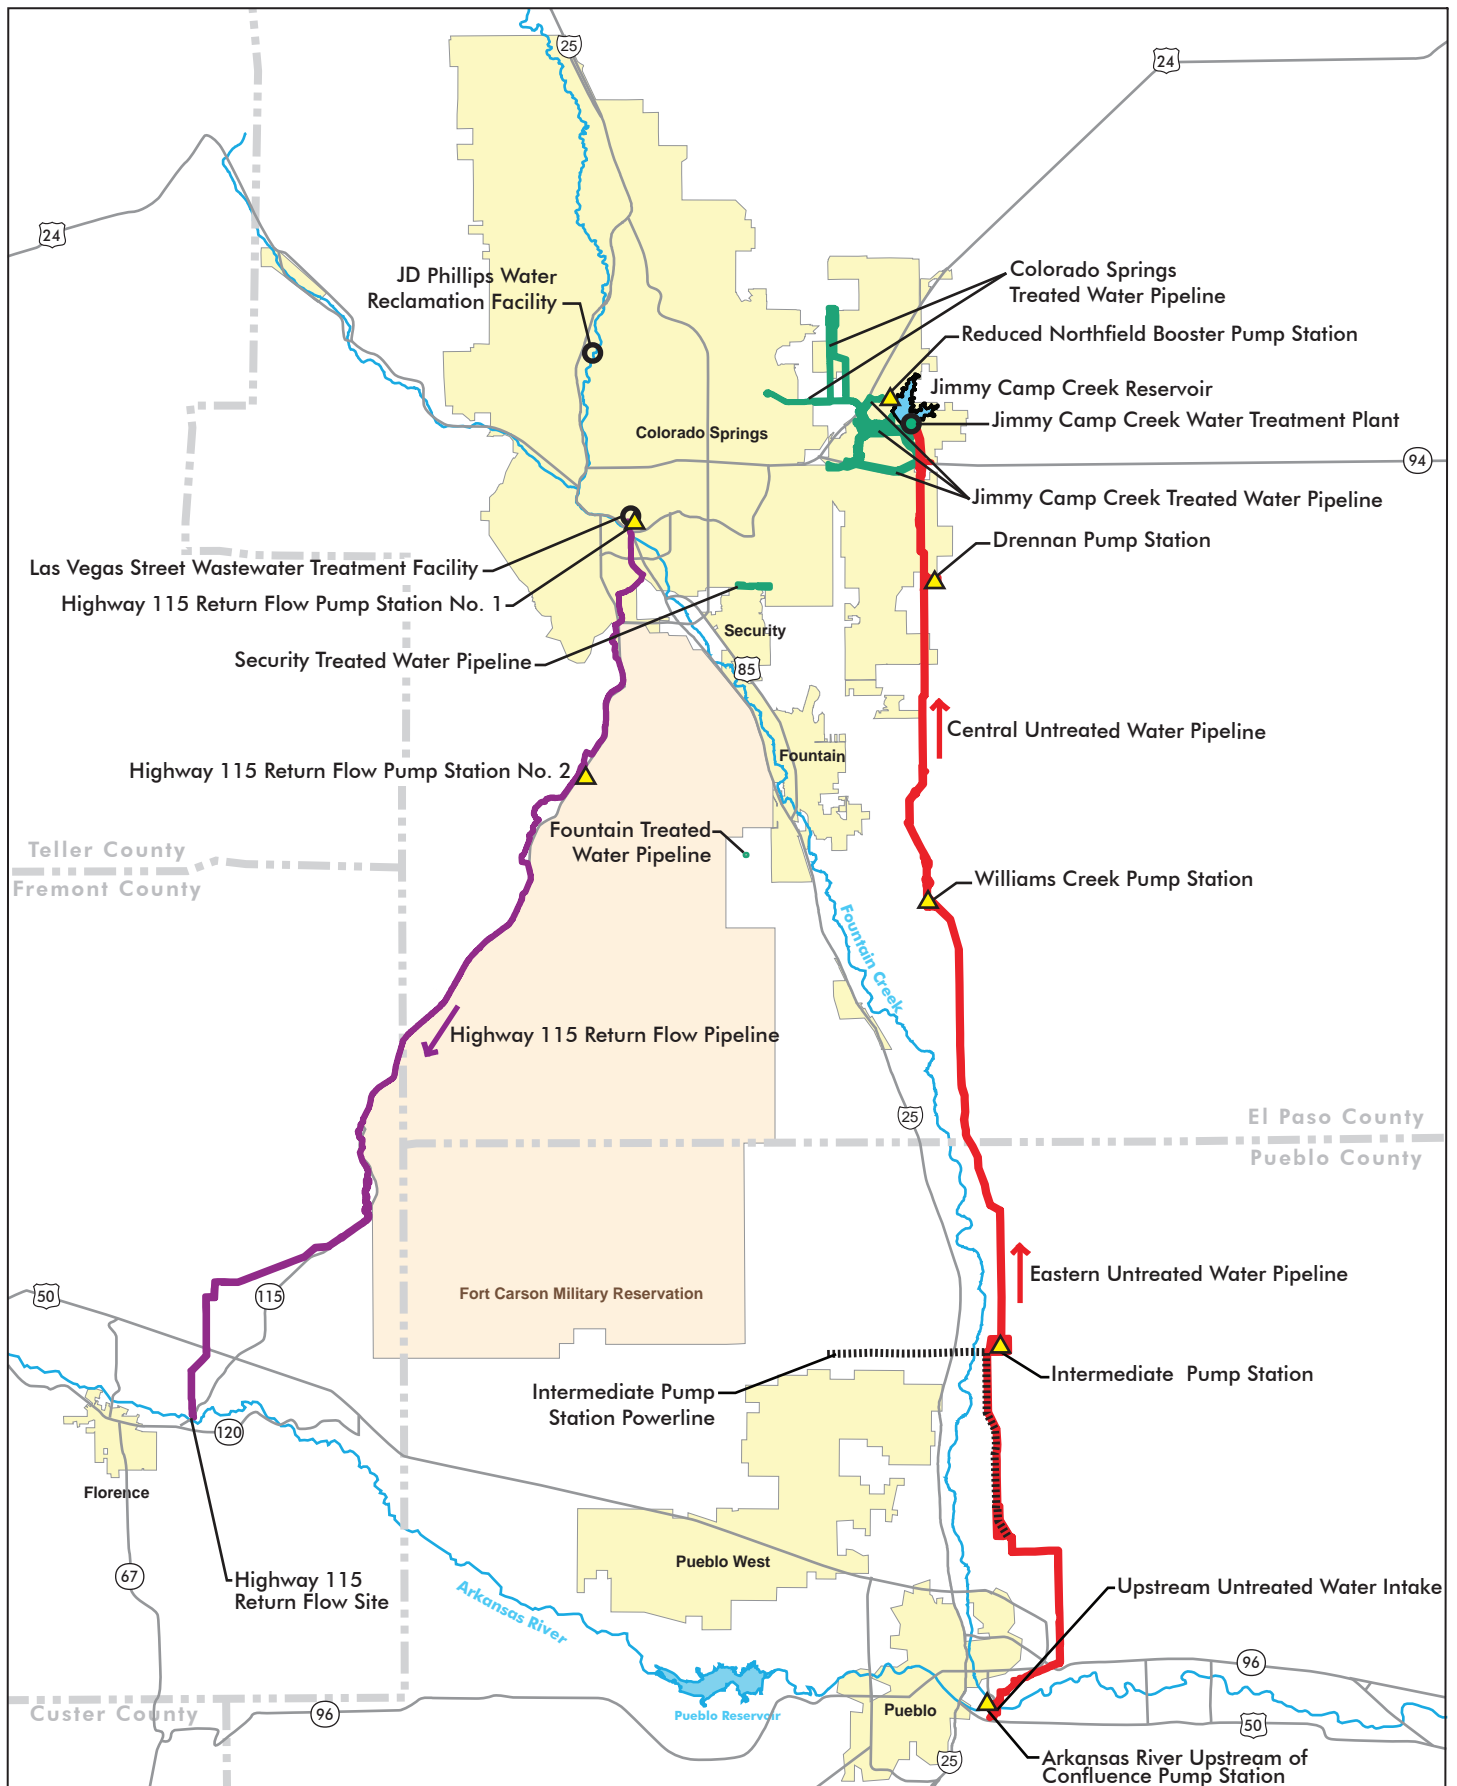 25
24
24
JD Phillips Water
Reclamation Facility
Colorado Springs
Treated Water Pipeline
Reduced Northfield Booster Pump Station
Jimmy Camp Creek Reservoir
Jimmy Camp Creek Water Treatment Plant
Colorado Springs
94
Jimmy Camp Creek Treated Water Pipeline
Drennan Pump Station
Las Vegas Street Wastewater Treatment Facility
Highway 115 Return Flow Pump Station No. 1
Security
Security Treated Water Pipeline
85
Central Untreated Water Pipeline
Fountain
Highway 115 Return Flow Pump Station No. 2
Fountain Treated
Water Pipeline
Teller County
Fremont County
Williams Creek Pump Station
Fountain Creek
Highway 115 Return Flow Pipeline
25
El Paso County
Pueblo County
Eastern Untreated Water Pipeline
50
115
Fort Carson Military Reservation
Intermediate Pump Station
Intermediate Pump
Station Powerline
120
Florence
Pueblo West
67
Highway 115
Return Flow Site
Arkansas River
Upstream Untreated Water Intake
96
Custer County
96
Pueblo Reservoir
Pueblo
50
25
Arkansas River Upstream of
Confluence Pump Station